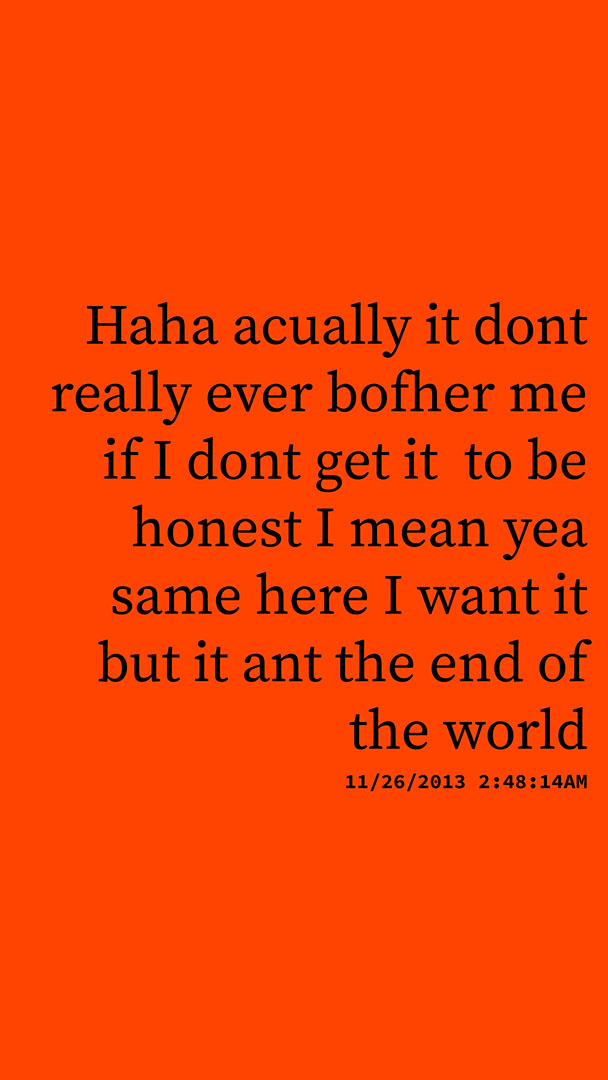 Haha acually it dont
really ever bofher me
if I dont get it  to be
honest I mean yea
same here I want it
but it ant the end of
the world
11/26/2013 2:48:14AM